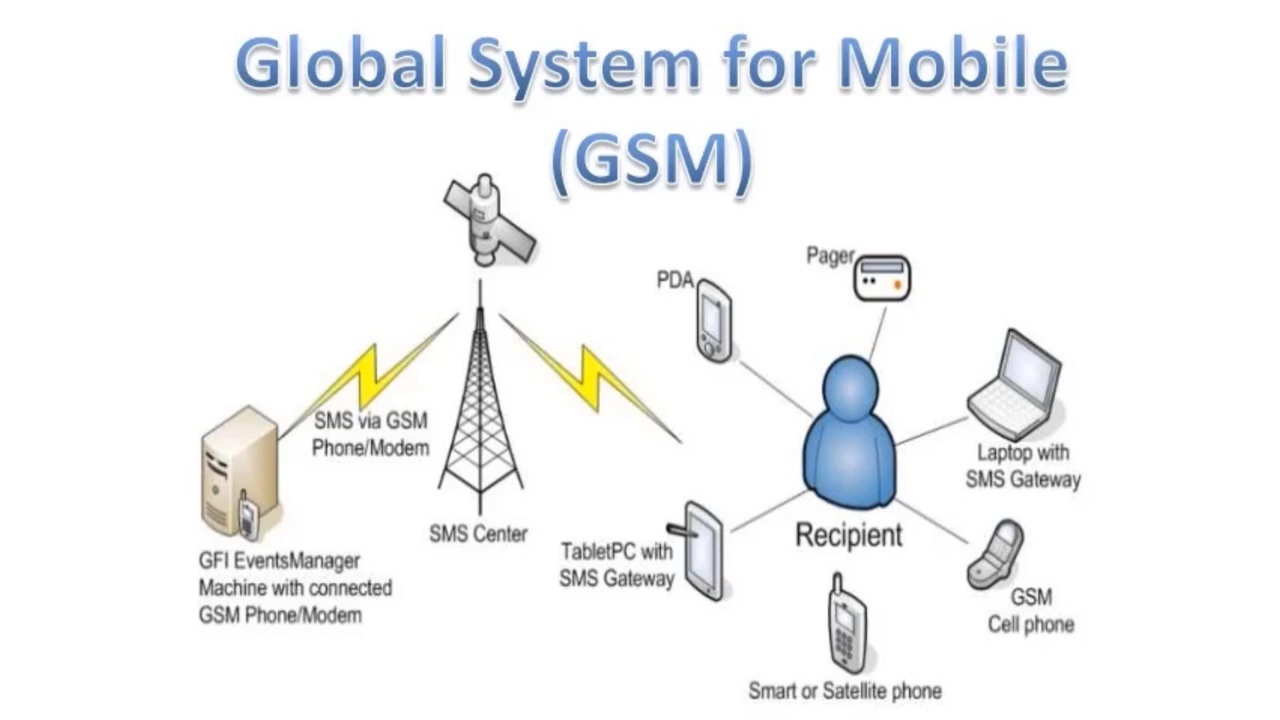 Global System for Mobile
(GSM)
Pager
PDA
SMS via GSM
Phone/Modem
Laptop with
SMS Gateway
SMS Center
Recipient
TabletPC with
SMS Gateway
GFI EventsManager
Machine with connected
GSM Phone/Modem
GSM
Cell phone
Smart or Satellite phone